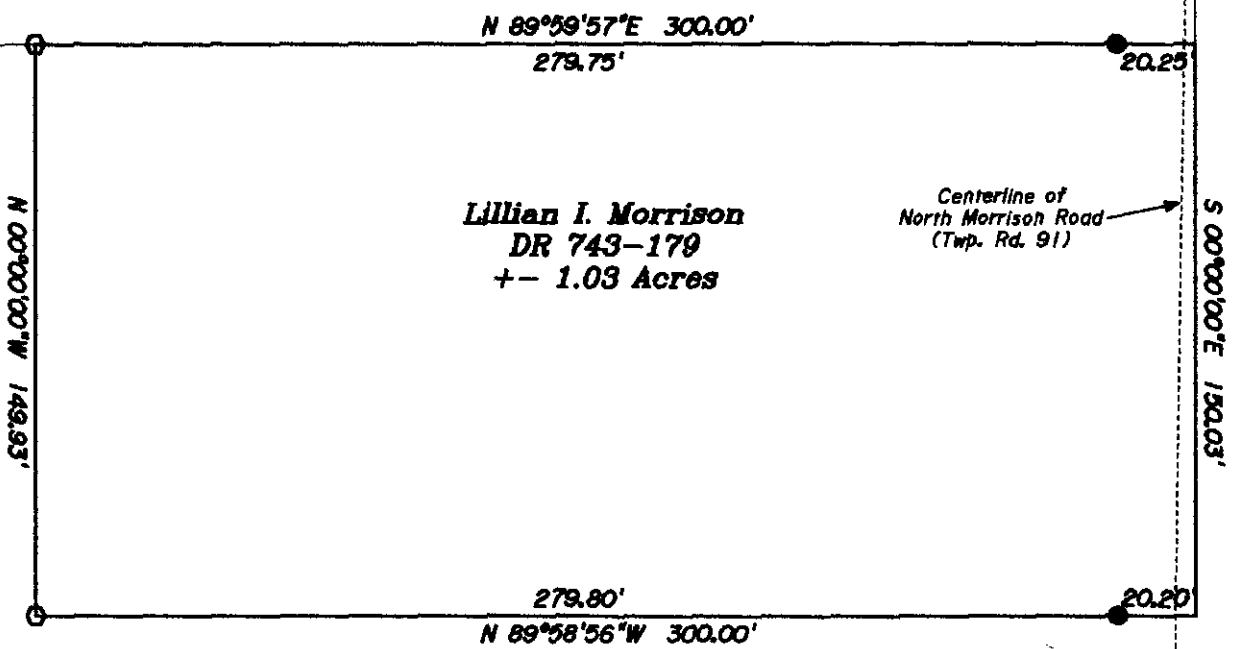 N 89°59'57"E 300.00'
279.75'
20.25'
Lillian I. Morrison
DR 743-179
+- 1.03 Acres
Centerline of
North Morrison Road
(Twp. Rd. 91)
N 00°00'00"W 149.93'
S 00°00'00"E 150.03'
279.80'
20.20'
N 89°58'56"W 300.00'